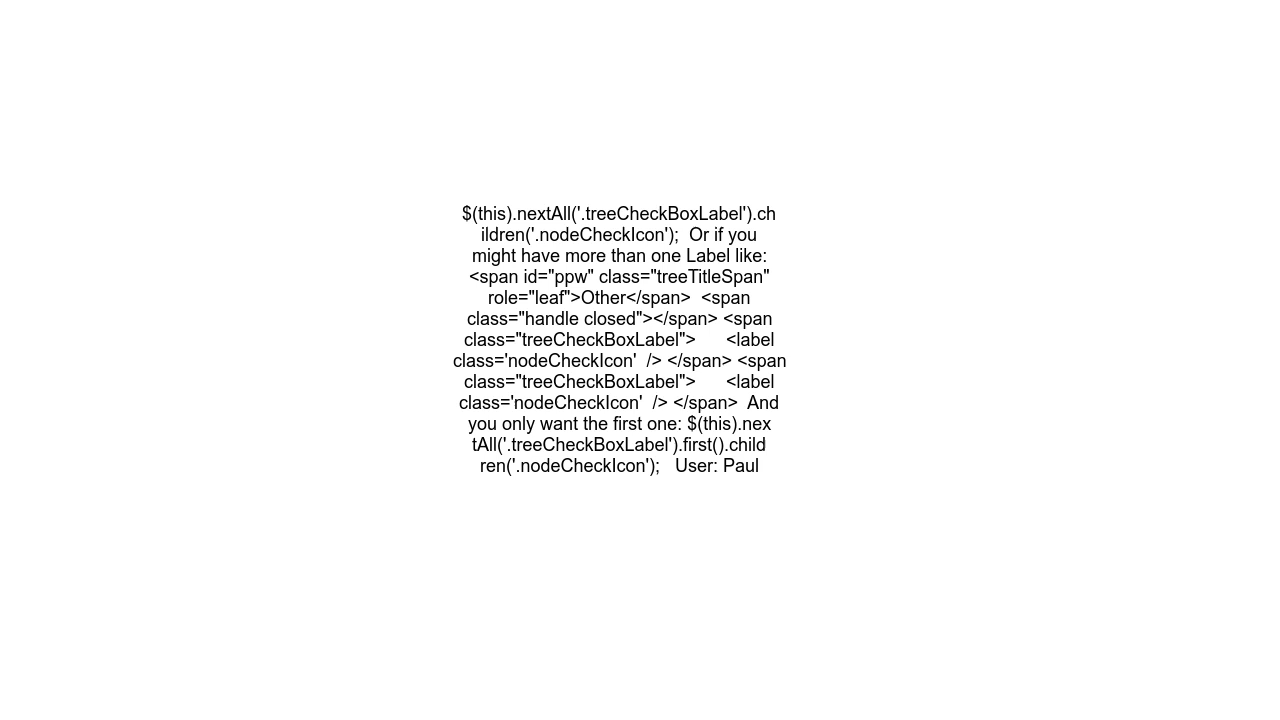 $(this).nextAll('.treeCheckBoxLabel').ch
ildren('.nodeCheckIcon');  Or if you
might have more than one Label like:
<span id="ppw" class="treeTitleSpan"
role="leaf">Other</span>  <span
class="handle closed"></span> <span
class="treeCheckBoxLabel">      <label
class='nodeCheckIcon'  /> </span> <span
class="treeCheckBoxLabel">      <label
class='nodeCheckIcon'  /> </span>  And
you only want the first one: $(this).nex
tAll('.treeCheckBoxLabel').first().child
ren('.nodeCheckIcon');   User: Paul